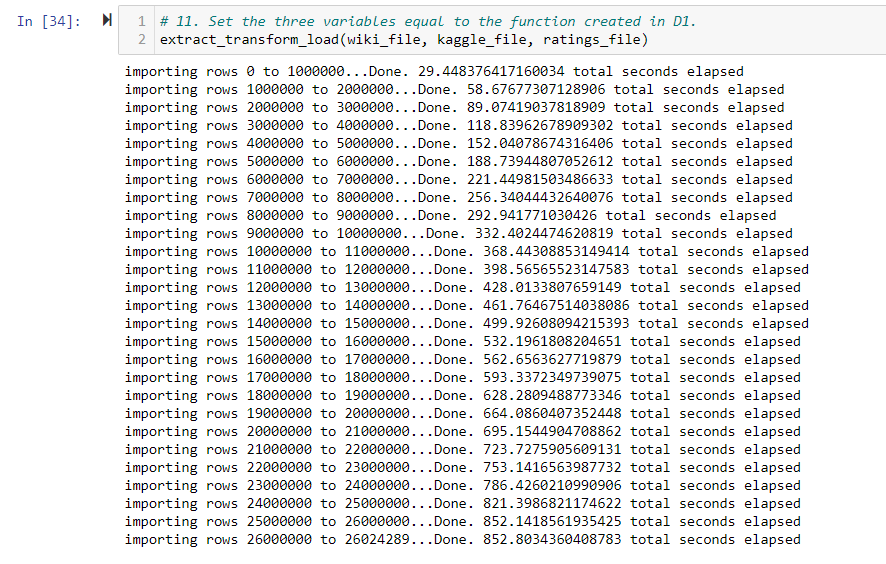 In [34]:
1 # 11. Set the three variables equal to the function created in D1.
2 extract_transform_load(wiki_file, kaggle_file, ratings_file)
importing rows 0 to 1000000...Done. 29.448376417160034 total seconds elapsed
importing rows 1000000 to 2000000...Done. 58.67677307128906 total seconds elapsed
importing rows 2000000 to 3000000...Done. 89.07419037818909 total seconds elapsed
importing rows 3000000 to 4000000...Done. 118.83962678909302 total seconds elapsed
importing rows 4000000 to 5000000...Done. 152.04078674316406 total seconds elapsed
importing rows 5000000 to 6000000...Done. 188.73944807052612 total seconds elapsed
importing rows 6000000 to 7000000...Done. 221.44981503486633 total seconds elapsed
importing rows 7000000 to 8000000...Done. 256.34044432640076 total seconds elapsed
importing rows 8000000 to 9000000...Done. 292.941771030426 total seconds elapsed
importing rows 9000000 to 10000000...Done. 332.4024474620819 total seconds elapsed
importing rows 10000000 to 11000000...Done. 368.44308853149414 total seconds elapsed
importing rows 11000000 to 12000000...Done. 398.56565523147583 total seconds elapsed
importing rows 12000000 to 13000000...Done. 428.0133807659149 total seconds elapsed
importing rows 13000000 to 14000000...Done. 461.76467514038086 total seconds elapsed
importing rows 14000000 to 15000000...Done. 499.92608094215393 total seconds elapsed
importing rows 15000000 to 16000000...Done. 532.1961808204651 total seconds elapsed
importing rows 16000000 to 17000000...Done. 562.6563627719879 total seconds elapsed
importing rows 17000000 to 18000000...Done. 593.3372349739075 total seconds elapsed
importing rows 18000000 to 19000000...Done. 628.2809488773346 total seconds elapsed
importing rows 19000000 to 20000000...Done. 664.0860407352448 total seconds elapsed
importing rows 20000000 to 21000000...Done. 695.1544904708862 total seconds elapsed
importing rows 21000000 to 22000000...Done. 723.7275905609131 total seconds elapsed
importing rows 22000000 to 23000000...Done. 753.1416563987732 total seconds elapsed
importing rows 23000000 to 24000000...Done. 786.4260210990906 total seconds elapsed
importing rows 24000000 to 25000000...Done. 821.3986821174622 total seconds elapsed
importing rows 25000000 to 26000000...Done. 852.1418561935425 total seconds elapsed
importing rows 26000000 to 26024289...Done. 852.8034360408783 total seconds elapsed